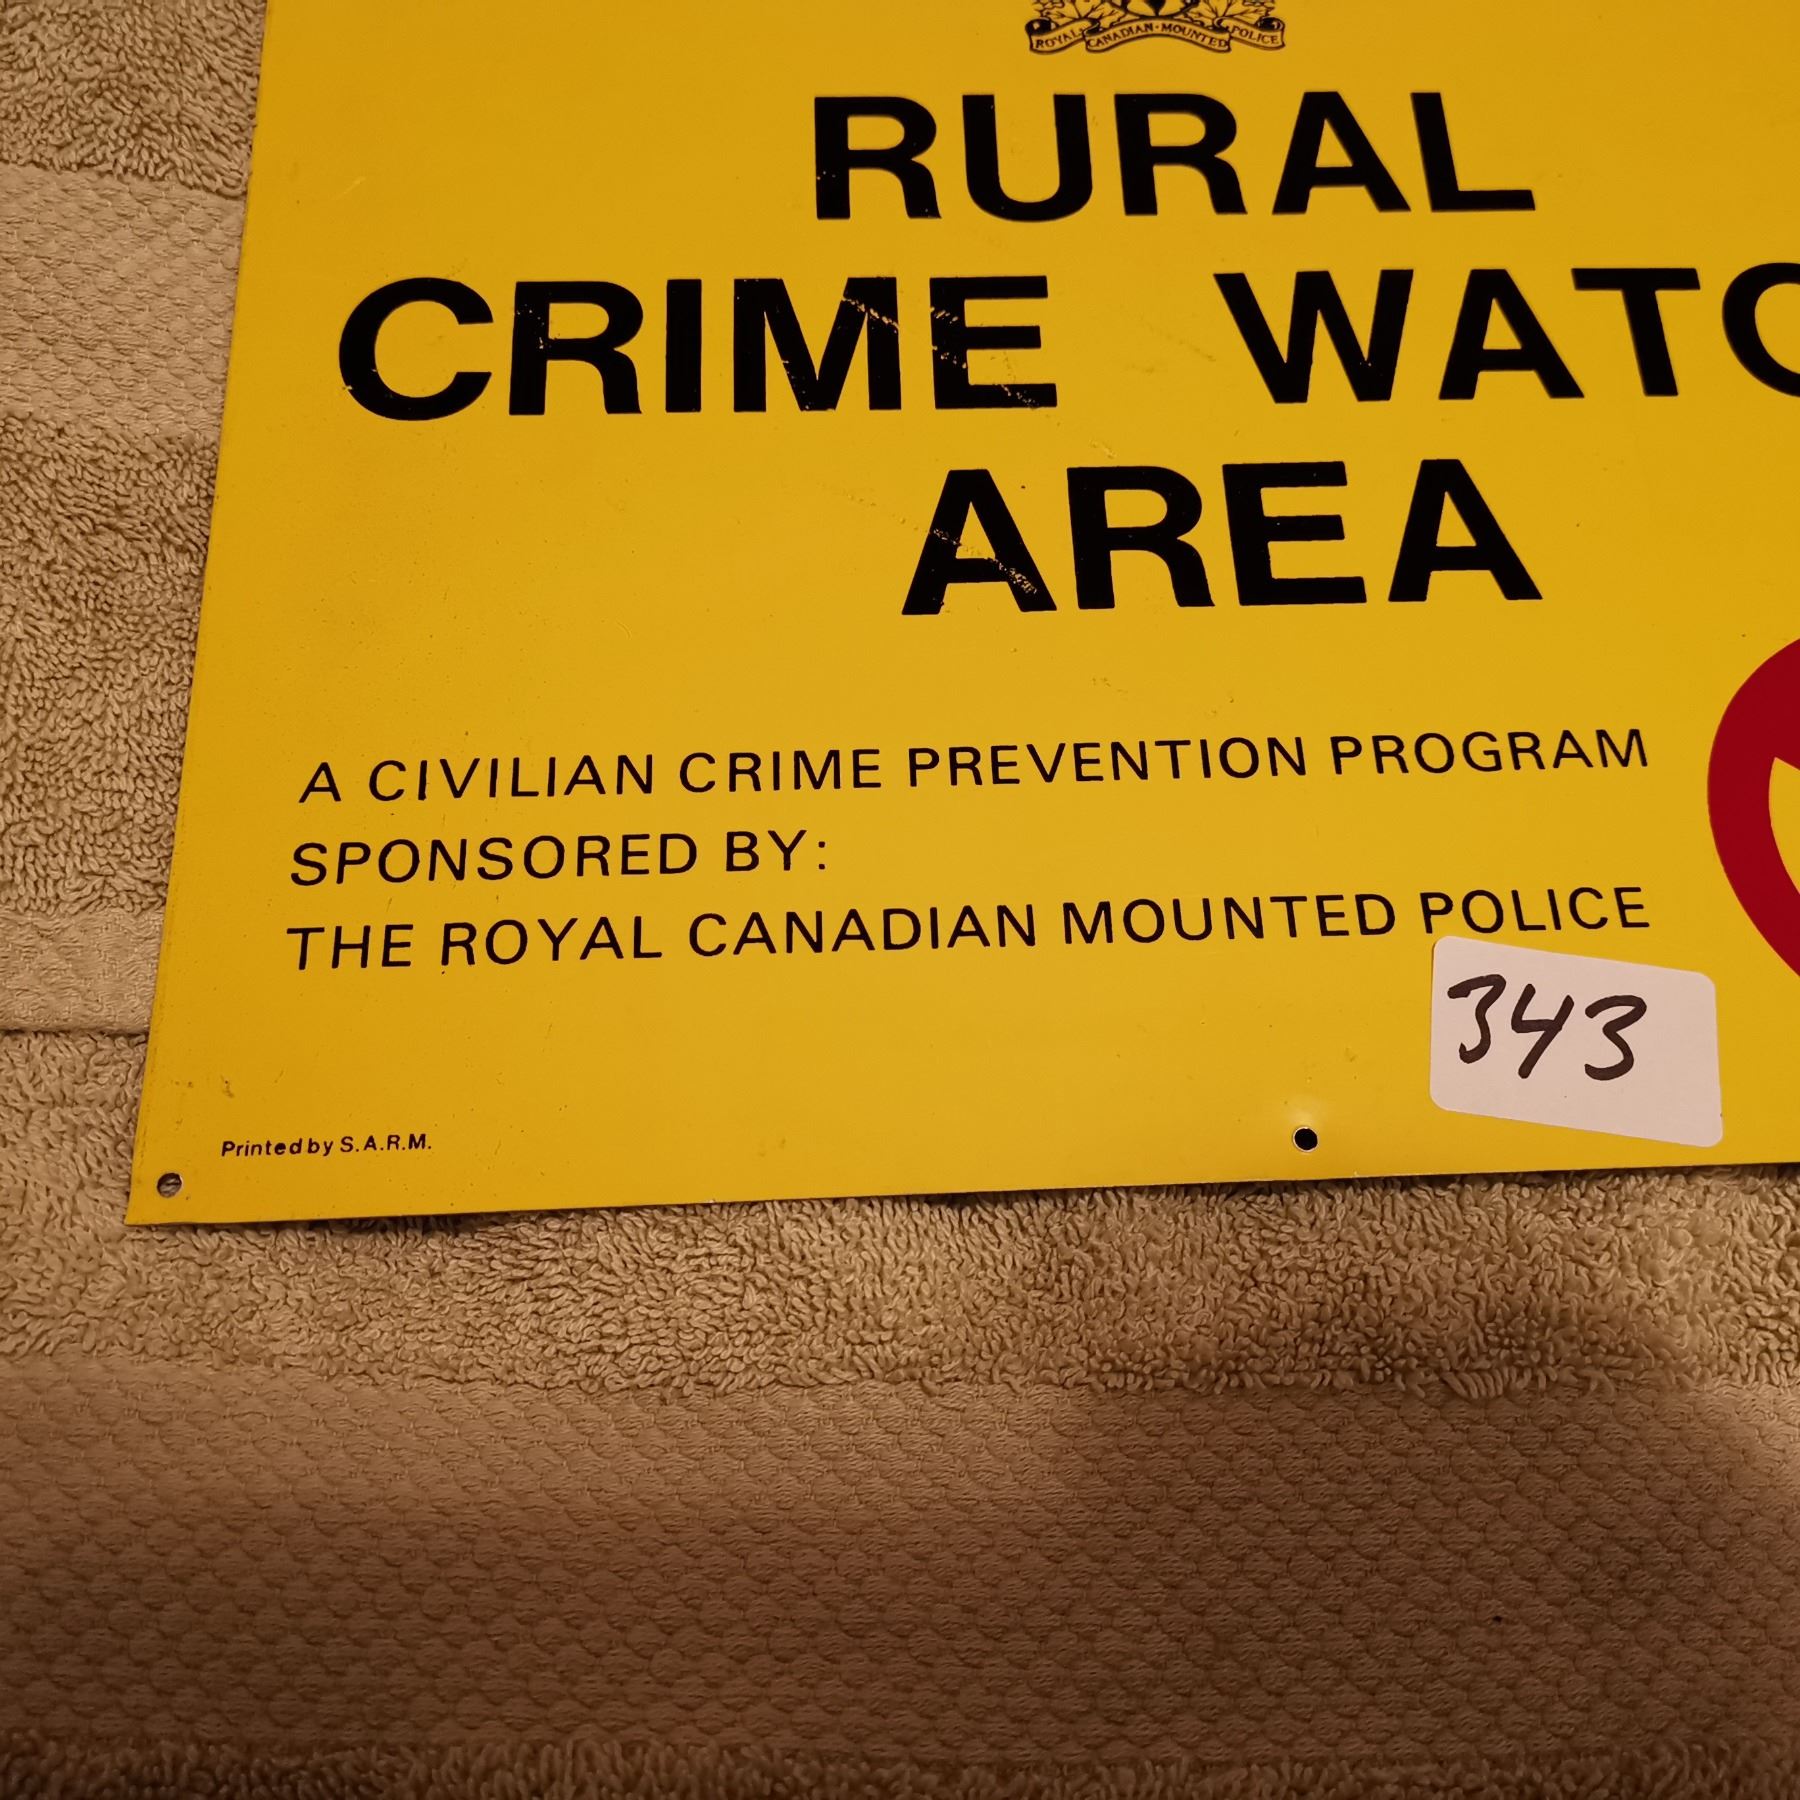 ROYAL CANADIAN MOUNTED POLICE
RURAL
CRIME WATC
AREA
A CIVILIAN CRIME PREVENTION PROGRAM
SPONSORED BY:
THE ROYAL CANADIAN MOUNTED POLICE
343
Printed by S.A.R.M.